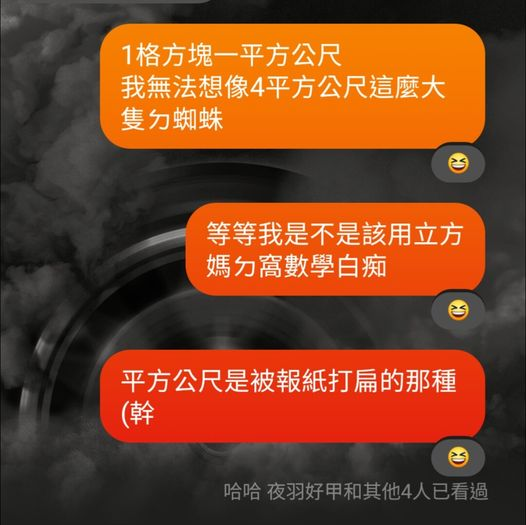 1格方塊一平方公尺
我無法想像4平方公尺這麼大
隻ㄉ蜘蛛
等等我是不是該用立方
媽ㄉ窩數學白痴
平方公尺是被報紙打扁的那種
(幹
哈哈 夜羽好甲和其他4人已看過